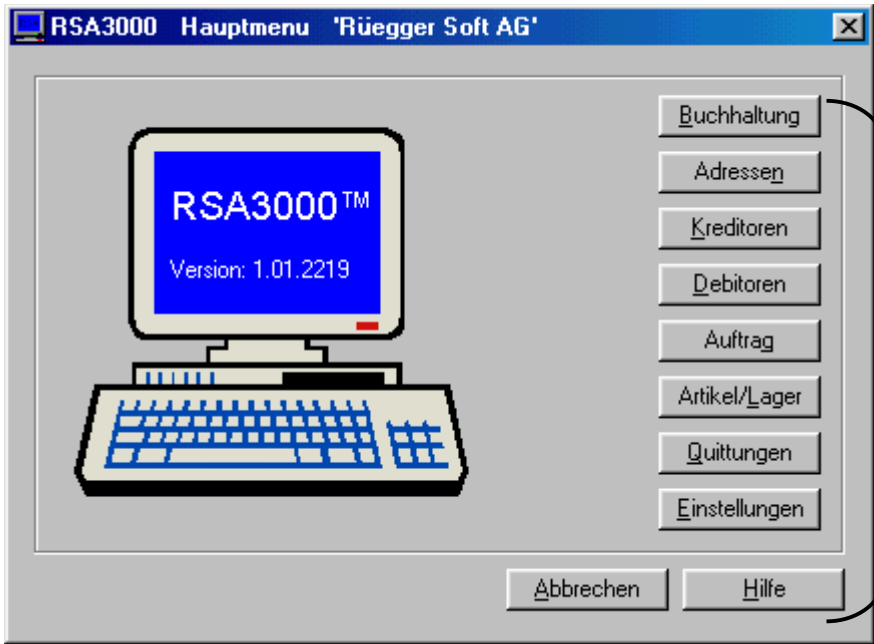 RSA3000 Hauptmenu 'Rüegger Soft AG'
RSA3000™
Version: 1.01.2219
Buchhaltung
Adressen
Kreditoren
Debitoren
Auftrag
Artikel/Lager
Quittungen
Einstellungen
Abbrechen Hilfe